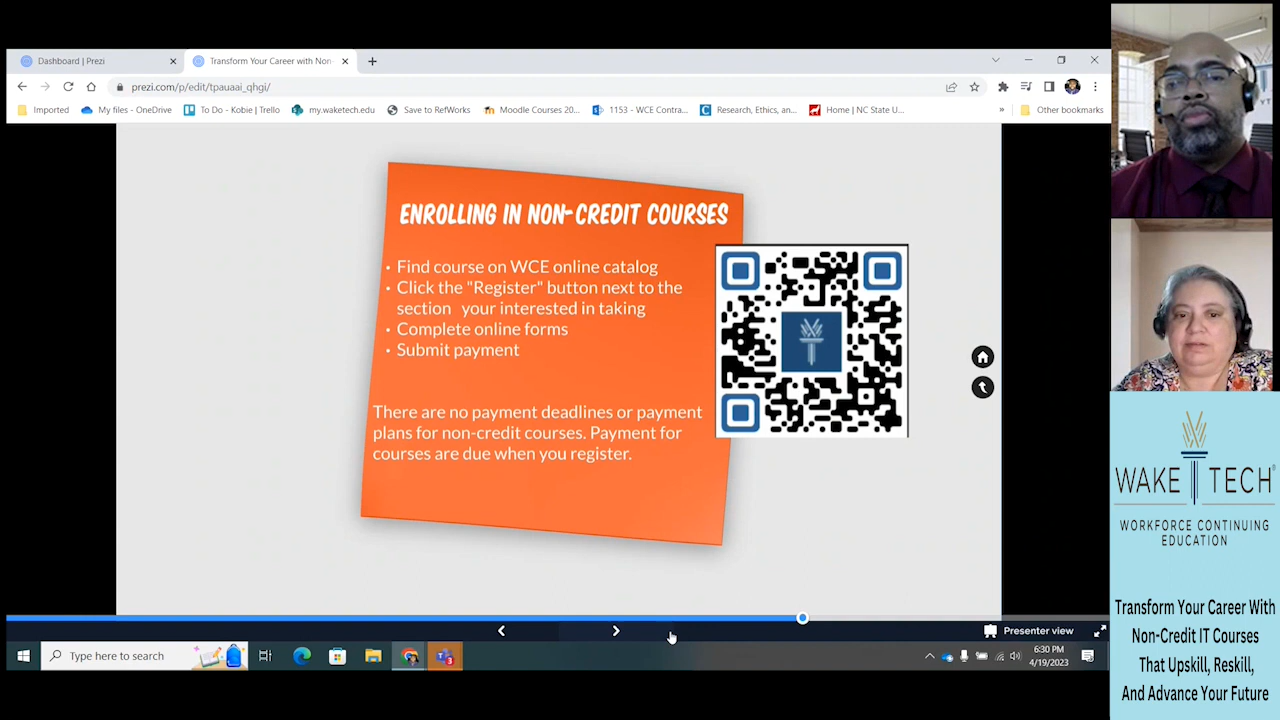 Dashboard | Prezi
Transform Your Career with Non-
prezi.com/p/edit/tpauaai_qhgi/
Imported
My files - OneDrive
To Do - Kobie | Trello
my.waketech.edu
Save to RefWorks
Moodle Courses 20...
1153 - WCE Contra...
Research, Ethics, an...
Home | NC State U...
»
Other bookmarks
ENROLLING IN NON-CREDIT COURSES
• Find course on WCE online catalog
• Click the "Register" button next to the
section your interested in taking
• Complete online forms
• Submit payment
There are no payment deadlines or payment
plans for non-credit courses. Payment for
courses are due when you register.
Presenter view
Type here to search
6:30 PM
4/19/2023
WAKE TECH®
WORKFORCE CONTINUING
EDUCATION
Transform Your Career With
Non-Credit IT Courses
That Upskill, Reskill,
And Advance Your Future